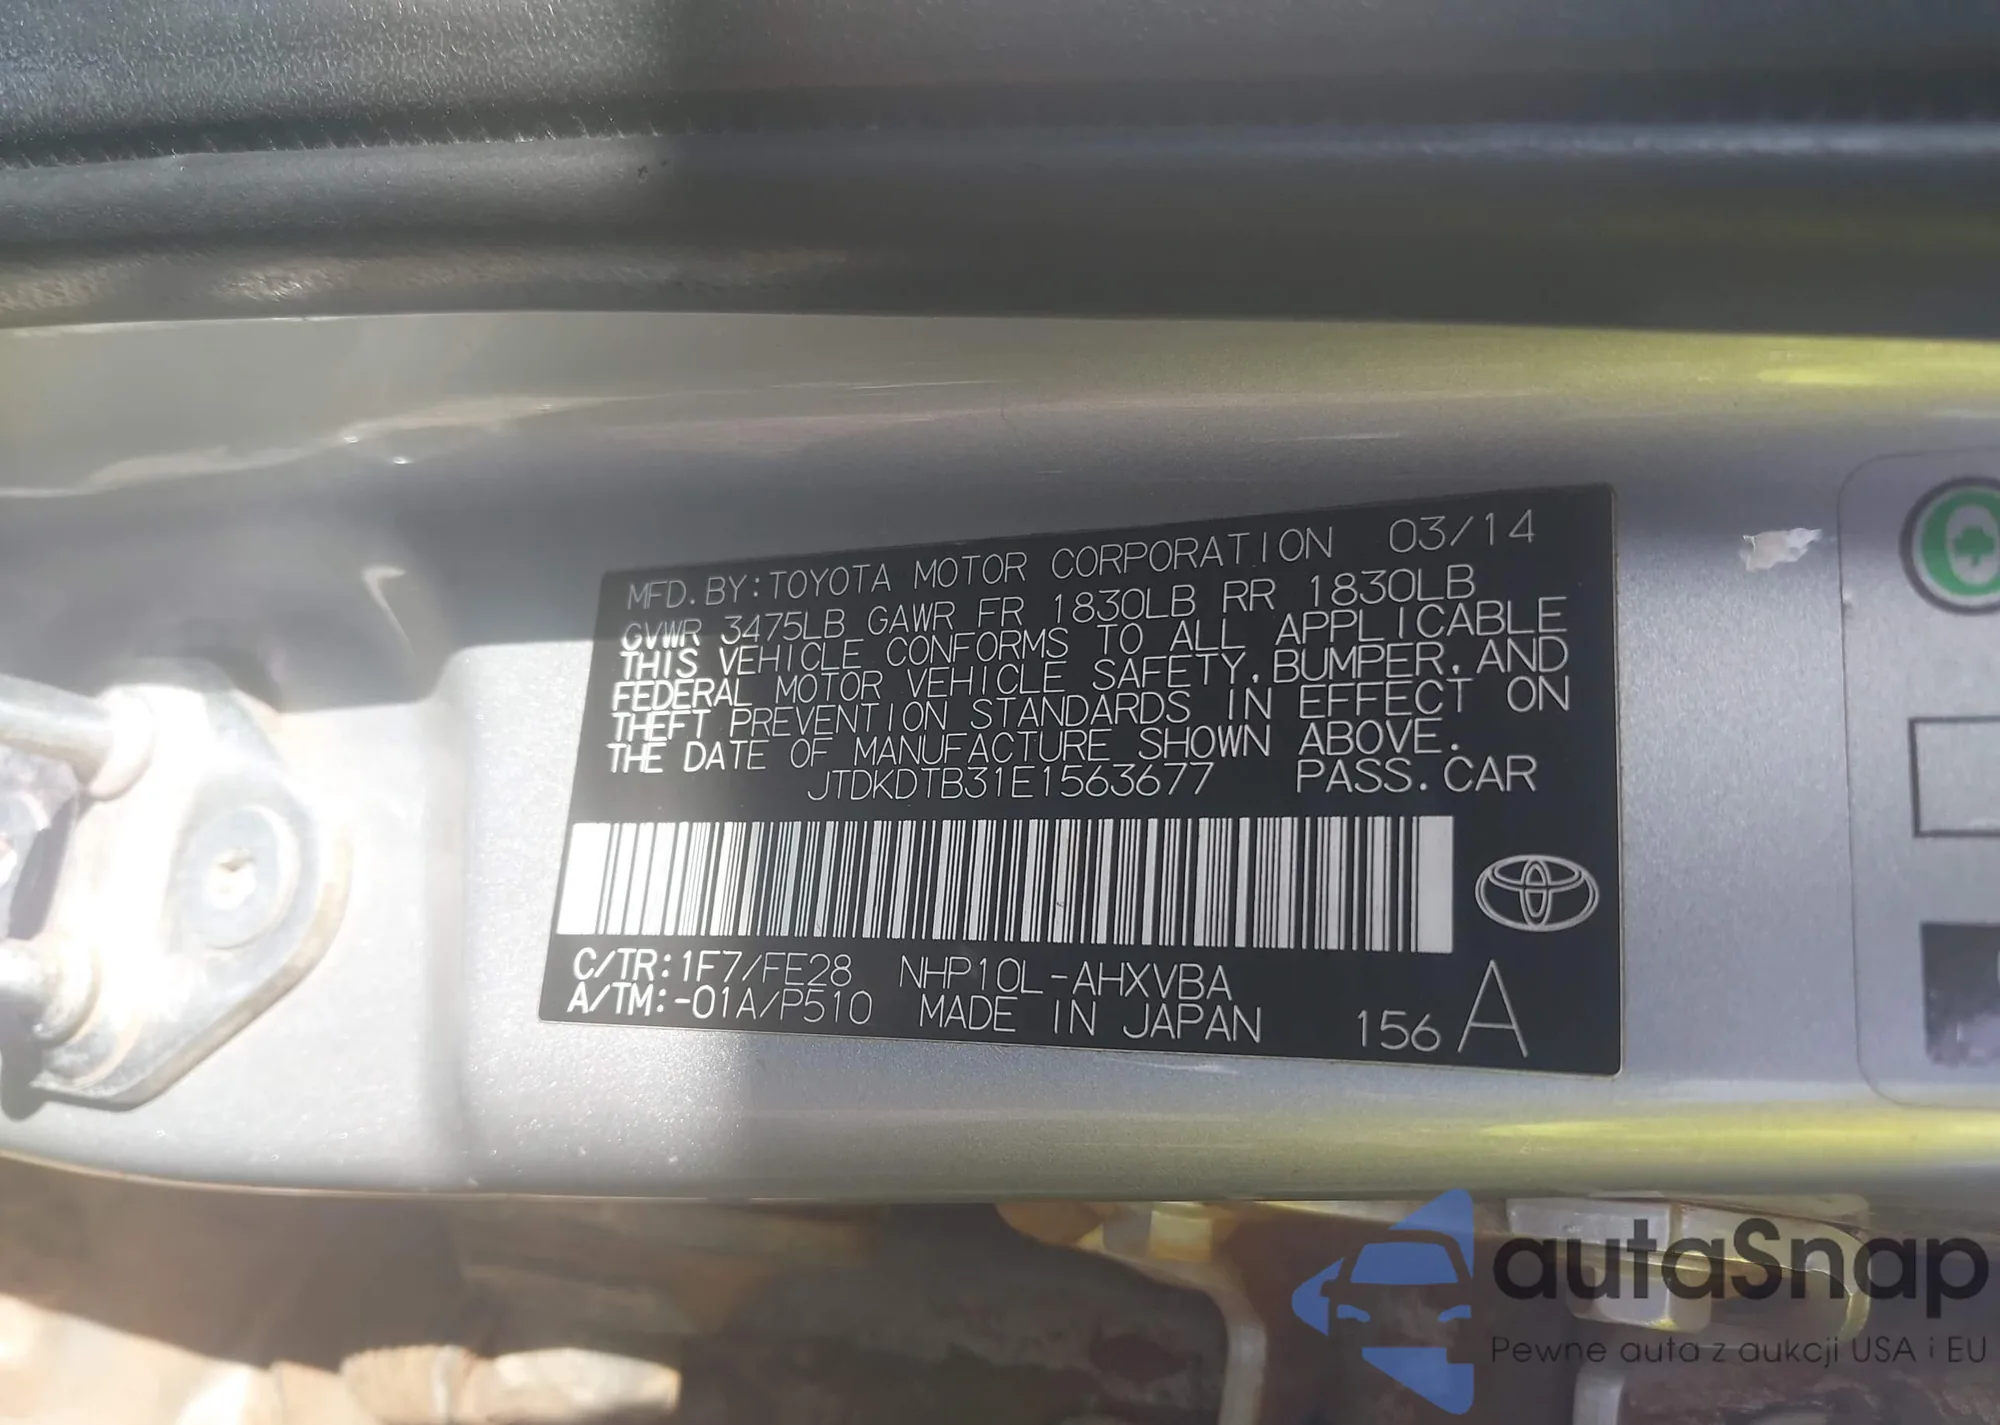 MFD. BY: TOYOTA MOTOR CORPORATION 03/14
GVWR 3475LB GAWR FR 1830LB RR 1830LB
THIS VEHICLE CONFORMS TO ALL APPLICABLE
FEDERAL MOTOR VEHICLE SAFETY, BUMPER, AND
THEFT PREVENTION STANDARDS IN EFFECT ON
THE DATE OF MANUFACTURE SHOWN ABOVE.
JTDKDTB31E1563677 PASS. CAR
C/TR: 1F7/FE28 NHP10L-AHXVBA
A/TM: -01A/P510 MADE IN JAPAN 156 A
autaSnap
Pewne auta z aukcji USA i EU